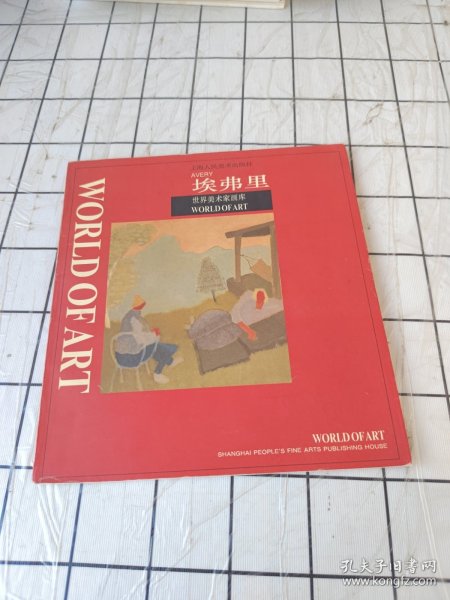 上海人民美术出版社
AVERY
埃弗里
世界美术家画库
WORLD OF ART
WORLD OF ART
WORLD OF ART
SHANGHAI PEOPLE'S FINE ARTS PUBLISHING HOUSE
孔夫子旧书网
www.kongfz.com